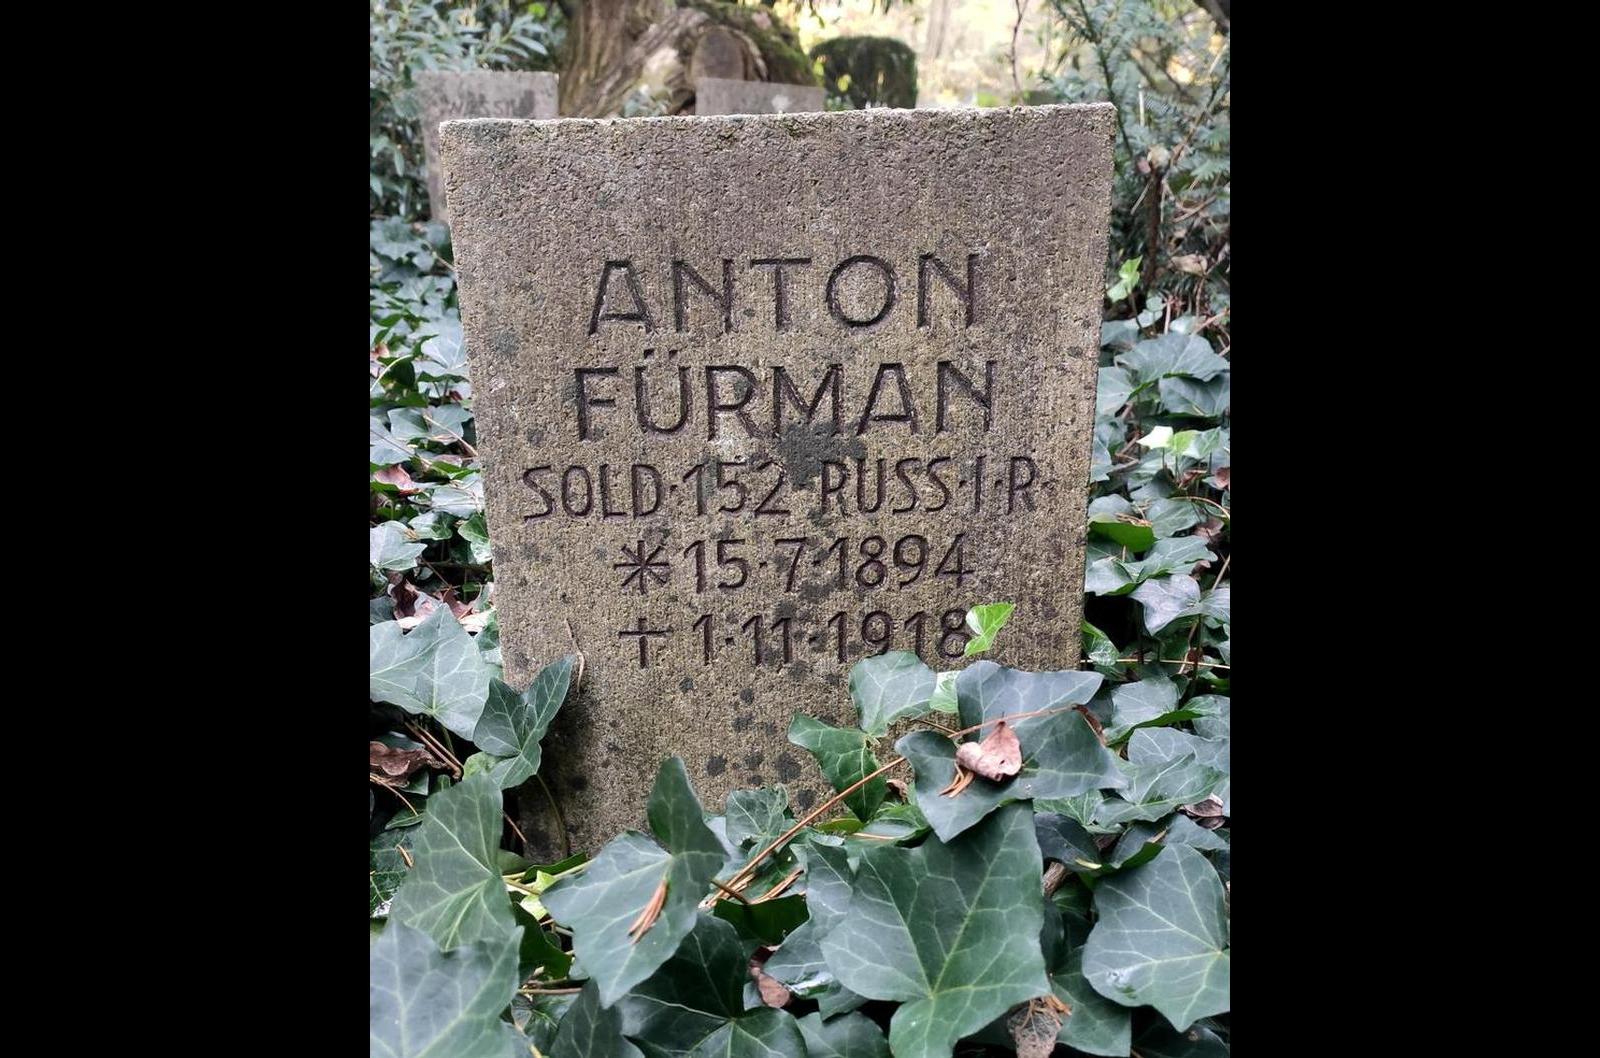 ANTON
FÜRMAN
SOLD·152 RUSS·I·R·
*15·7·1894
†1·11·1918